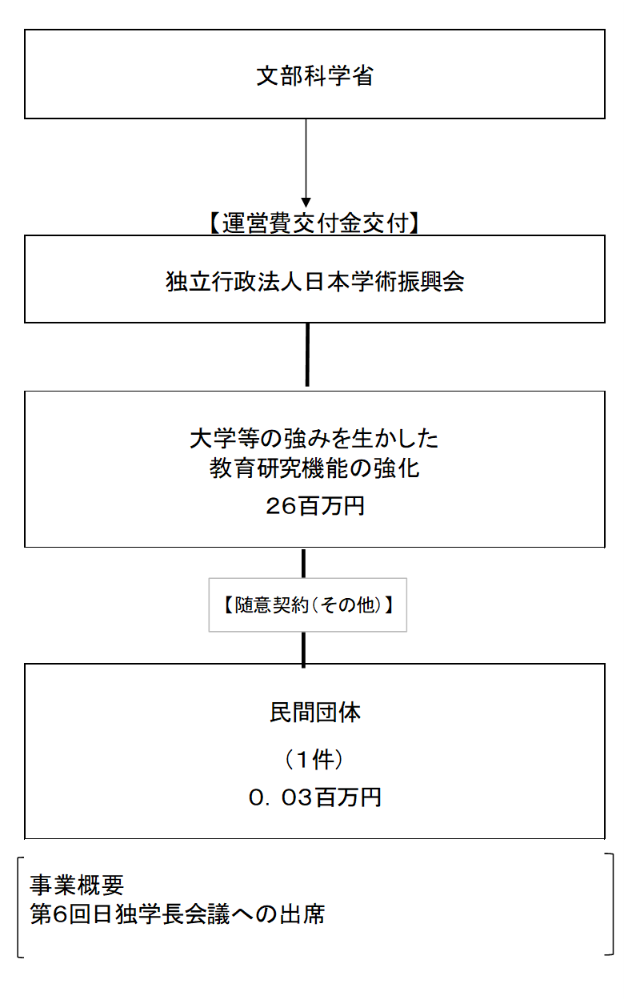 文部科学省
【運営費交付金交付】
独立行政法人日本学術振興会
大学等の強みを生かした
教育研究機能の強化
２６百万円
【随意契約（その他）】
民間団体
（１件）
０．０３百万円
事業概要
第６回日独学長会議への出席